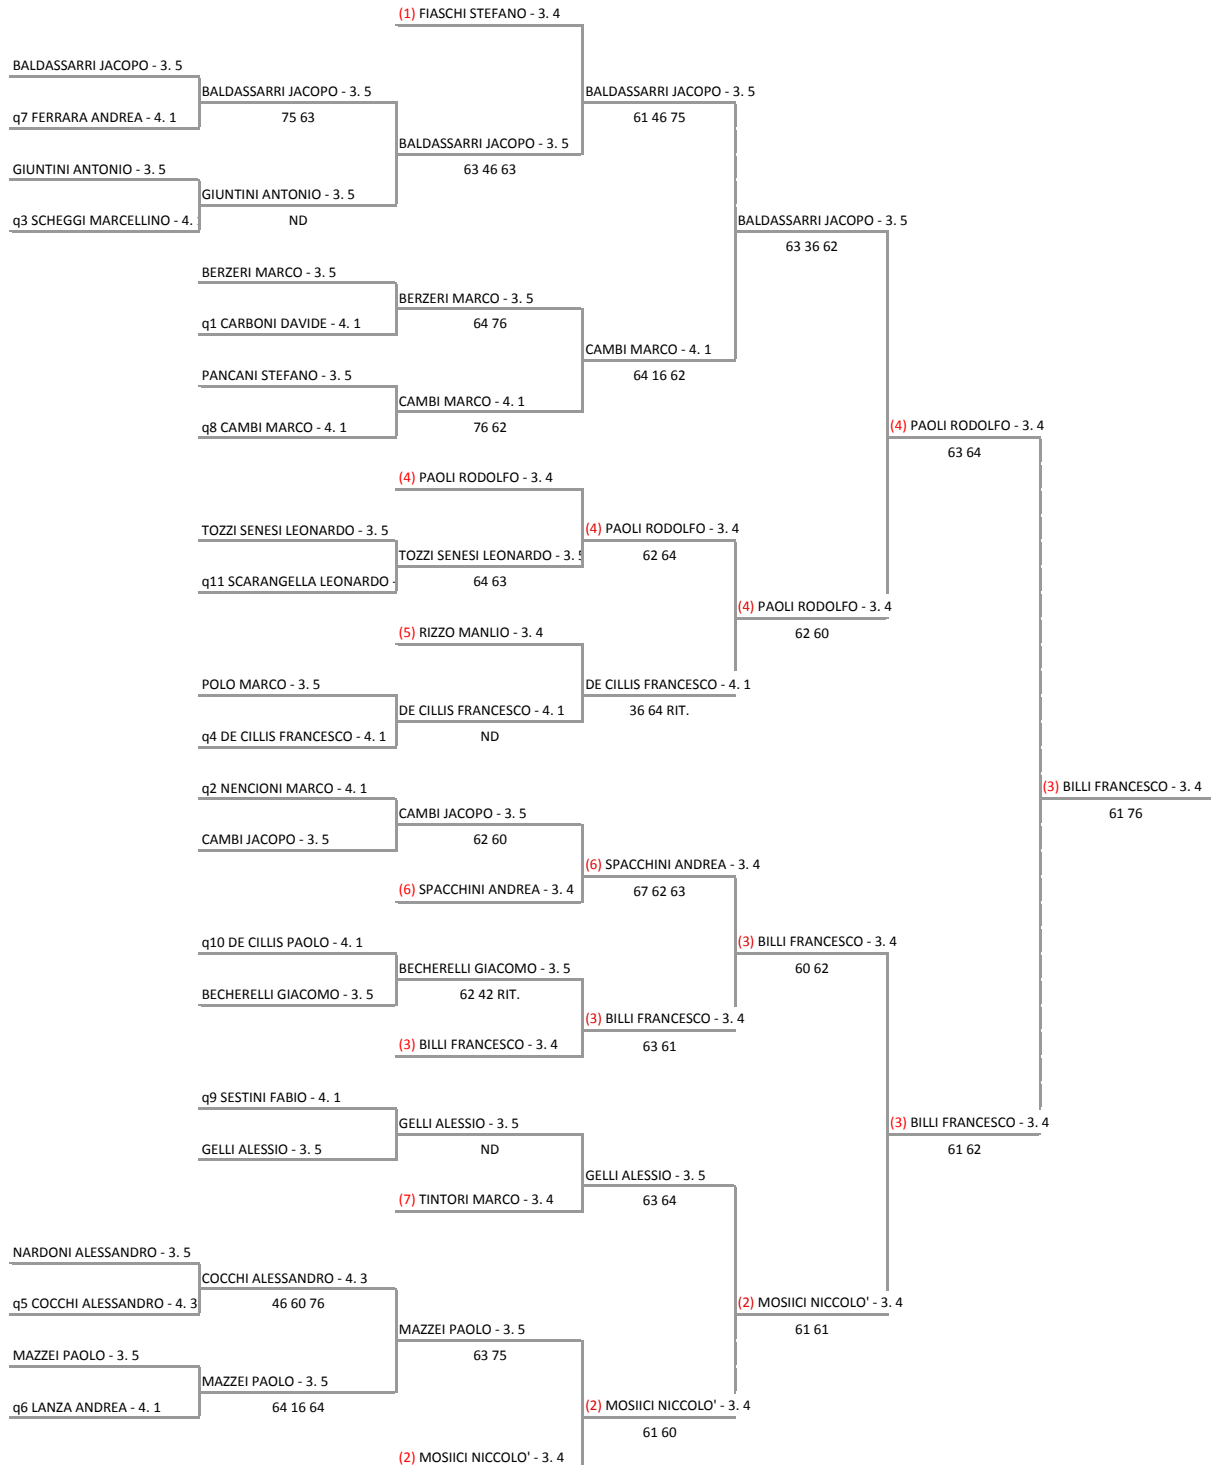 (1) FIASCHI STEFANO - 3. 4
BALDASSARRI JACOPO - 3. 5
BALDASSARRI JACOPO - 3. 5
BALDASSARRI JACOPO - 3. 5
q7 FERRARA ANDREA - 4. 1
75 63
61 46 75
BALDASSARRI JACOPO - 3. 5
GIUNTINI ANTONIO - 3. 5
63 46 63
GIUNTINI ANTONIO - 3. 5
q3 SCHEGGI MARCELLINO - 4.
ND
BALDASSARRI JACOPO - 3. 5
63 36 62
BERZERI MARCO - 3. 5
BERZERI MARCO - 3. 5
q1 CARBONI DAVIDE - 4. 1
64 76
CAMBI MARCO - 4. 1
PANCANI STEFANO - 3. 5
64 16 62
CAMBI MARCO - 4. 1
q8 CAMBI MARCO - 4. 1
76 62
(4) PAOLI RODOLFO - 3. 4
63 64
(4) PAOLI RODOLFO - 3. 4
TOZZI SENESI LEONARDO - 3. 5
(4) PAOLI RODOLFO - 3. 4
TOZZI SENESI LEONARDO - 3. 5
62 64
q11 SCARANGELLA LEONARDO -
64 63
(4) PAOLI RODOLFO - 3. 4
(5) RIZZO MANLIO - 3. 4
62 60
POLO MARCO - 3. 5
DE CILLIS FRANCESCO - 4. 1
DE CILLIS FRANCESCO - 4. 1
36 64 RIT.
q4 DE CILLIS FRANCESCO - 4. 1
ND
q2 NENCIONI MARCO - 4. 1
(3) BILLI FRANCESCO - 3. 4
CAMBI JACOPO - 3. 5
61 76
CAMBI JACOPO - 3. 5
62 60
(6) SPACCHINI ANDREA - 3. 4
(6) SPACCHINI ANDREA - 3. 4
67 62 63
q10 DE CILLIS PAOLO - 4. 1
(3) BILLI FRANCESCO - 3. 4
BECHERELLI GIACOMO - 3. 5
60 62
BECHERELLI GIACOMO - 3. 5
62 42 RIT.
(3) BILLI FRANCESCO - 3. 4
(3) BILLI FRANCESCO - 3. 4
63 61
q9 SESTINI FABIO - 4. 1
GELLI ALESSIO - 3. 5
(3) BILLI FRANCESCO - 3. 4
GELLI ALESSIO - 3. 5
ND
61 62
GELLI ALESSIO - 3. 5
(7) TINTORI MARCO - 3. 4
63 64
NARDONI ALESSANDRO - 3. 5
COCCHI ALESSANDRO - 4. 3
q5 COCCHI ALESSANDRO - 4. 3
46 60 76
(2) MOSIICI NICCOLO' - 3. 4
MAZZEI PAOLO - 3. 5
61 61
MAZZEI PAOLO - 3. 5
63 75
MAZZEI PAOLO - 3. 5
q6 LANZA ANDREA - 4. 1
64 16 64
(2) MOSIICI NICCOLO' - 3. 4
61 60
(2) MOSIICI NICCOLO' - 3. 4